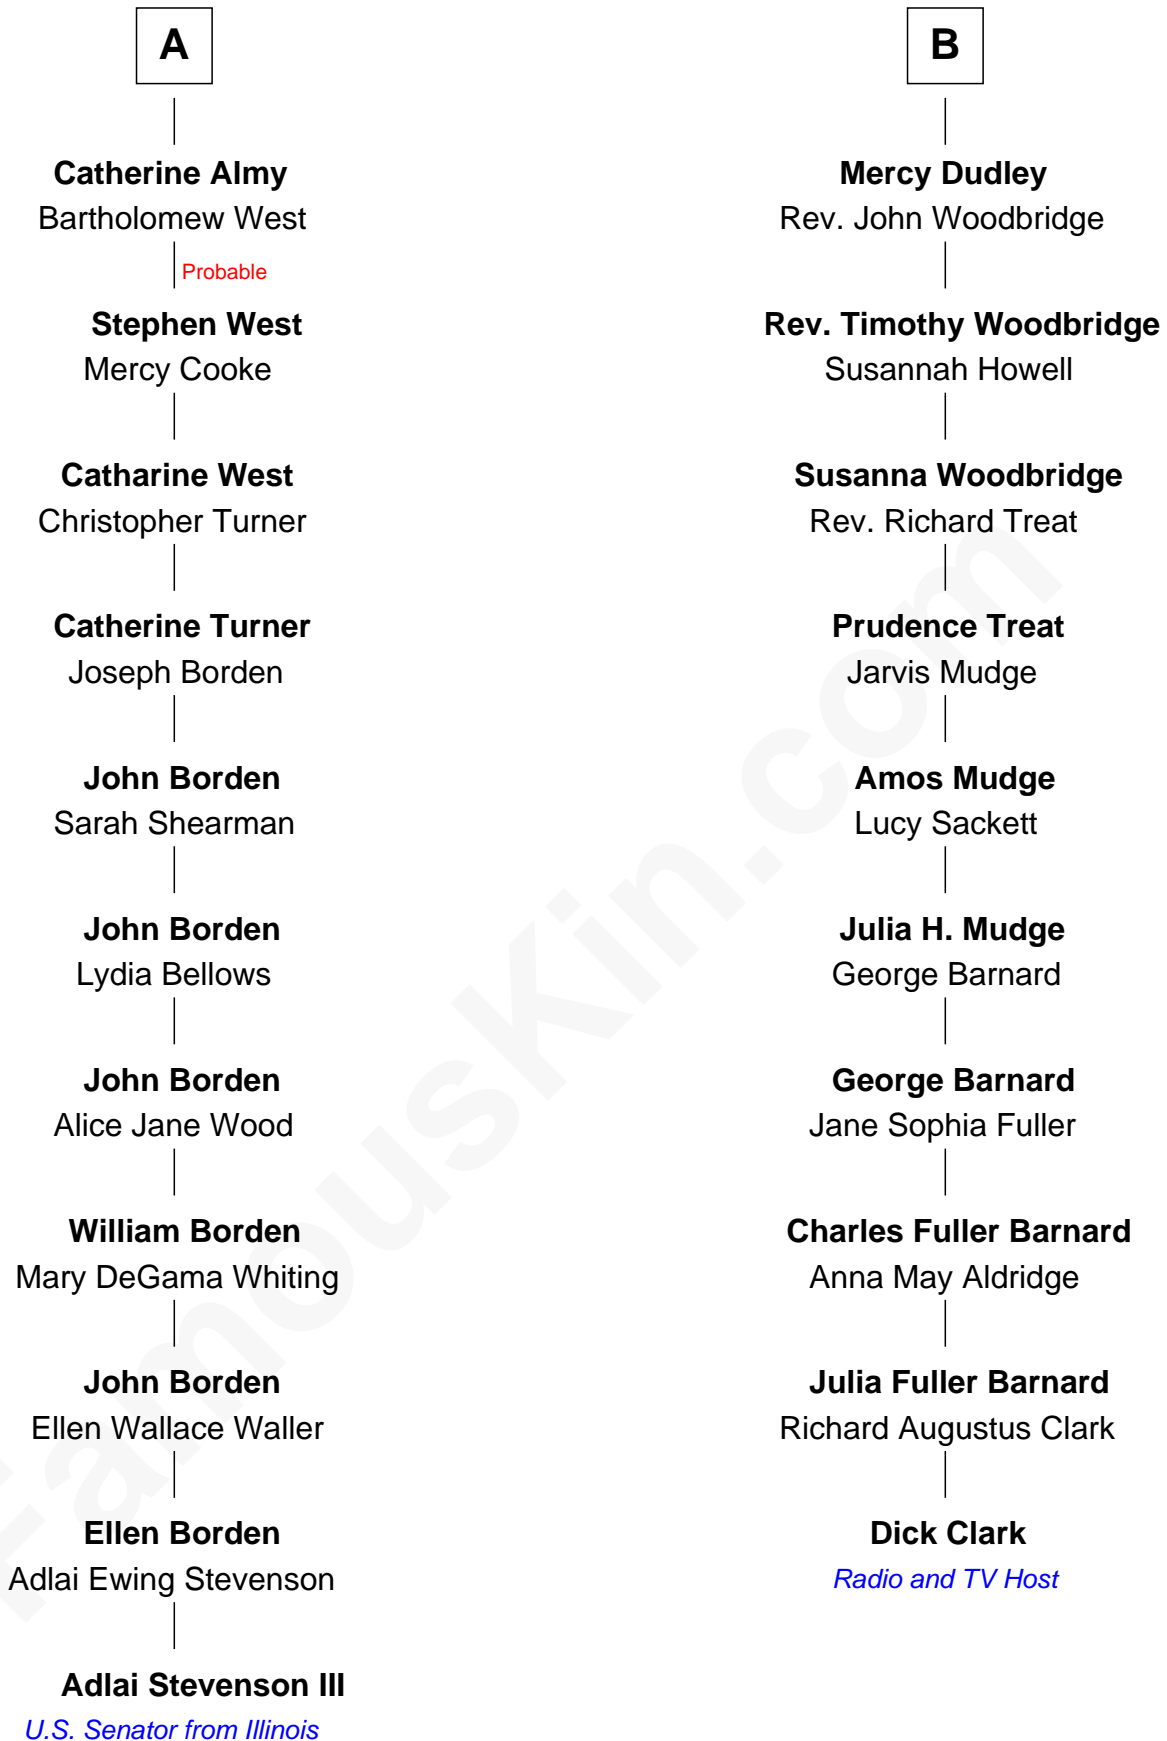 A
Catherine Almy
Bartholomew West
Probable
Stephen West
Mercy Cooke
Catharine West
Christopher Turner
Catherine Turner
Joseph Borden
John Borden
Sarah Shearman
John Borden
Lydia Bellows
John Borden
Alice Jane Wood
William Borden
Mary DeGama Whiting
John Borden
Ellen Wallace Waller
Ellen Borden
Adlai Ewing Stevenson
Adlai Stevenson III
U.S. Senator from Illinois
B
Mercy Dudley
Rev. John Woodbridge
Rev. Timothy Woodbridge
Susannah Howell
Susanna Woodbridge
Rev. Richard Treat
Prudence Treat
Jarvis Mudge
Amos Mudge
Lucy Sackett
Julia H. Mudge
George Barnard
George Barnard
Jane Sophia Fuller
Charles Fuller Barnard
Anna May Aldridge
Julia Fuller Barnard
Richard Augustus Clark
Dick Clark
Radio and TV Host
FamousKin.com